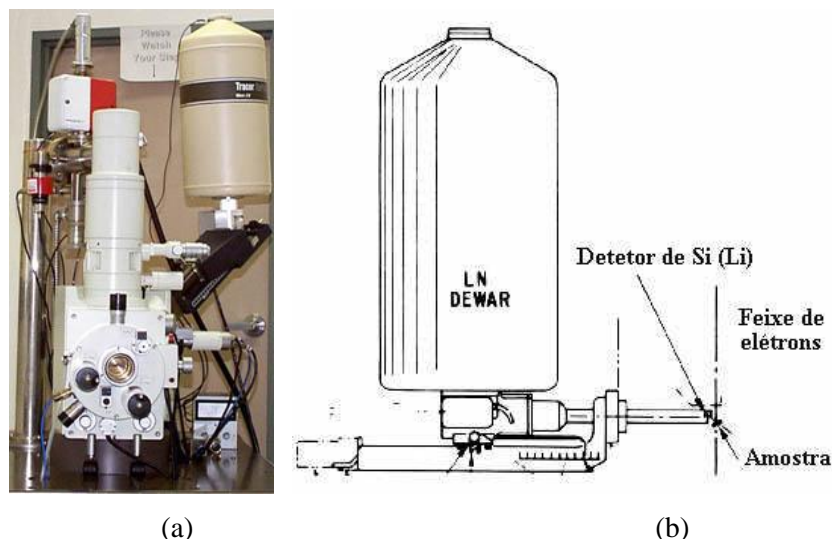 Please
Watch
Your Step
Tracor
LN
DEWAR
Detetor de Si (Li)
Feixe de
elétrons
Amostra
(a)
(b)